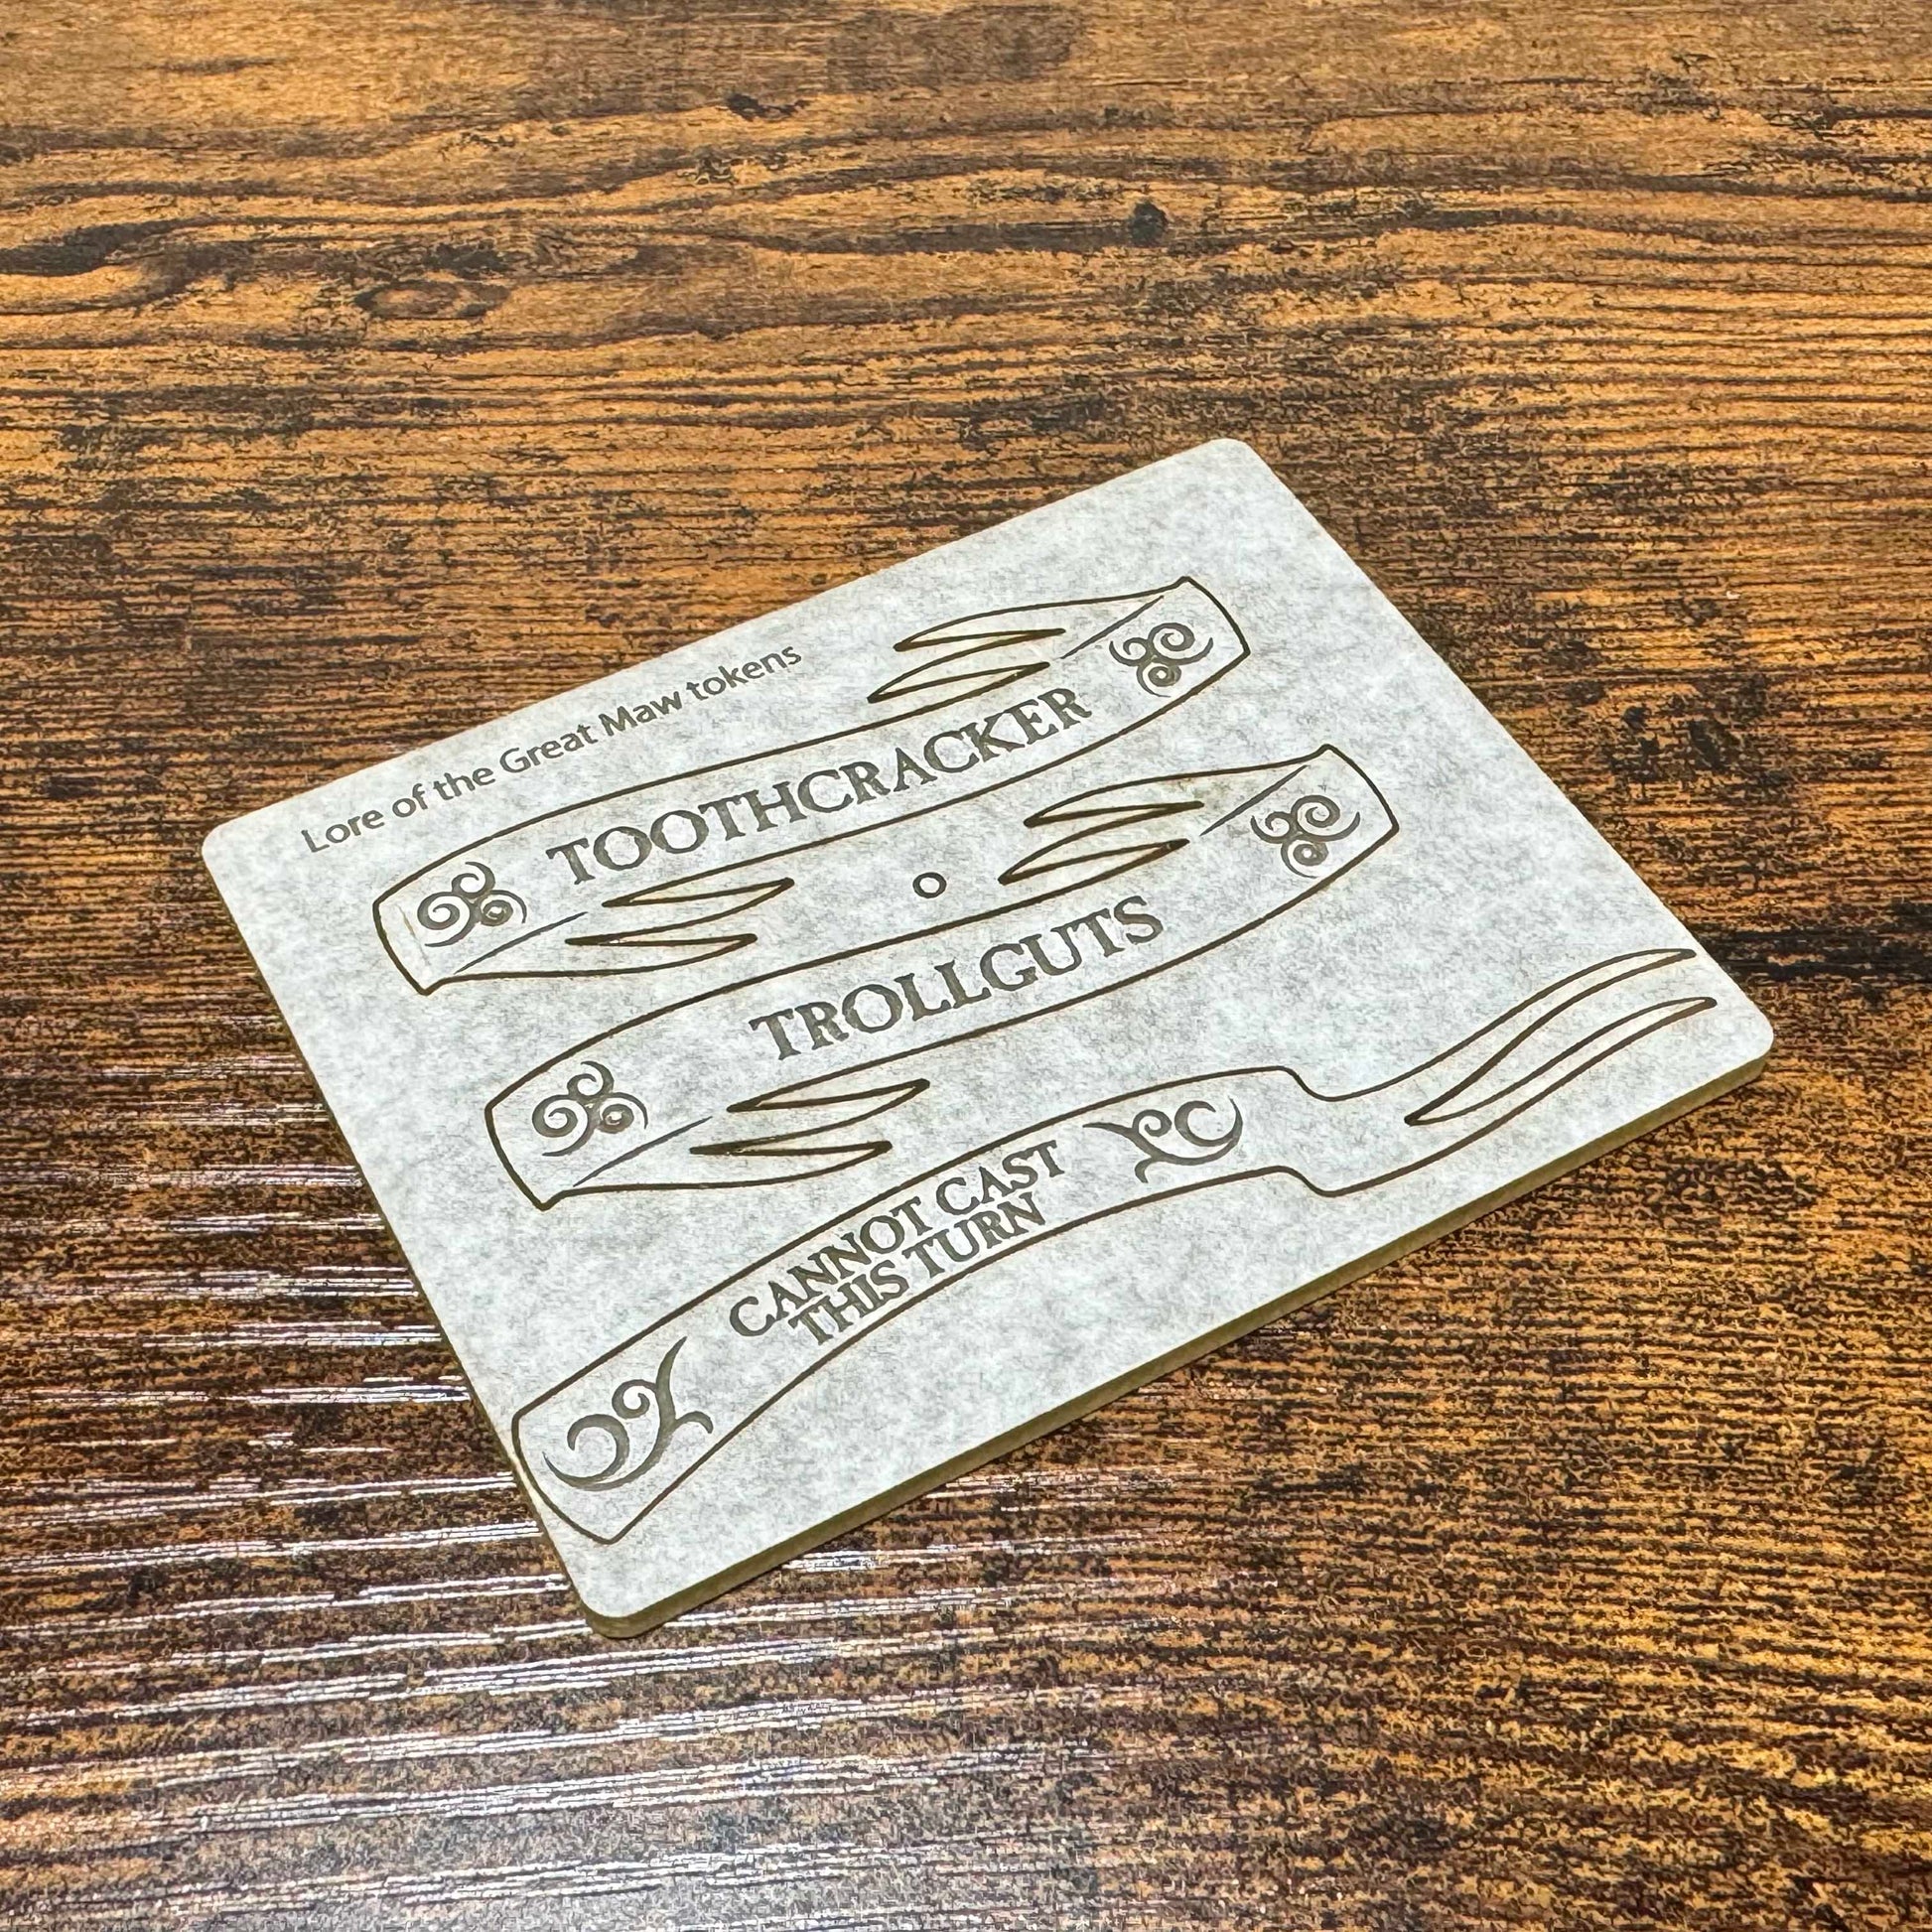 Lore of the Great Maw tokens
TOOTHCRACKER
TROLLGUTS
CANNOT CAST
THIS TURN